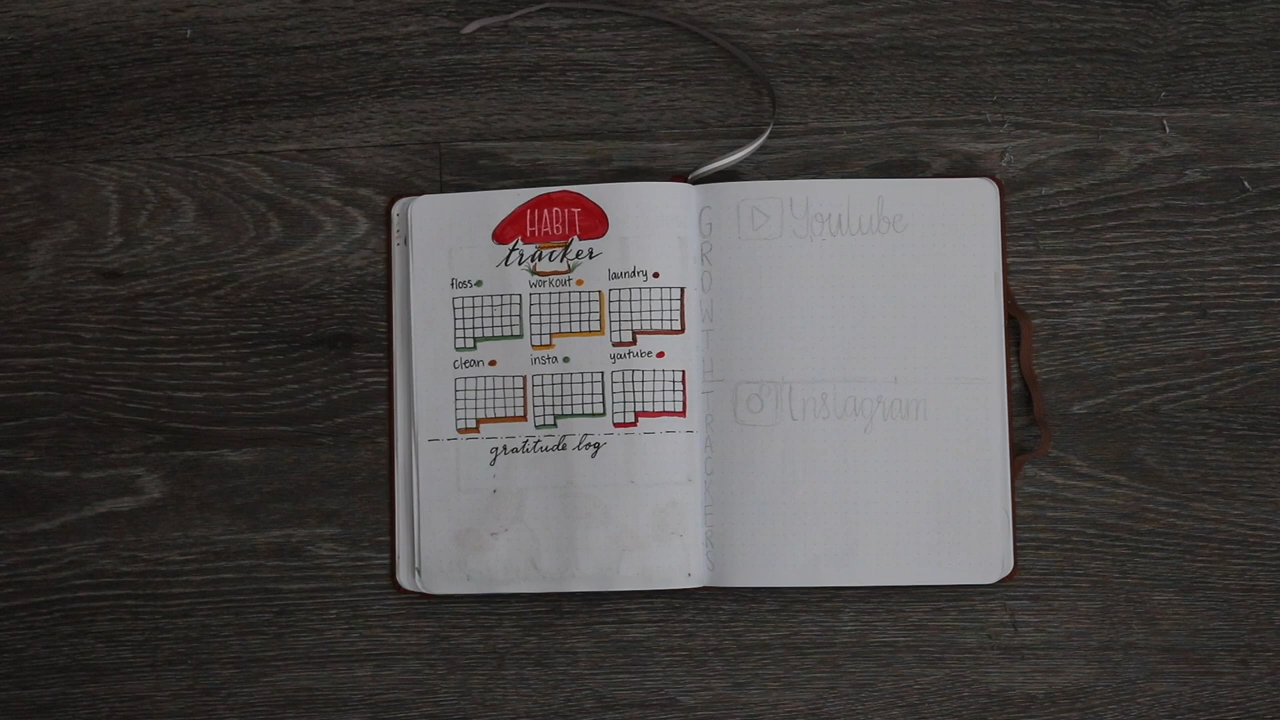 HABIT
tracker
floss
workout
laundry
clean
insta
youtube
gratitude log
GROWTH TRACKERS
Youtube
Instagram